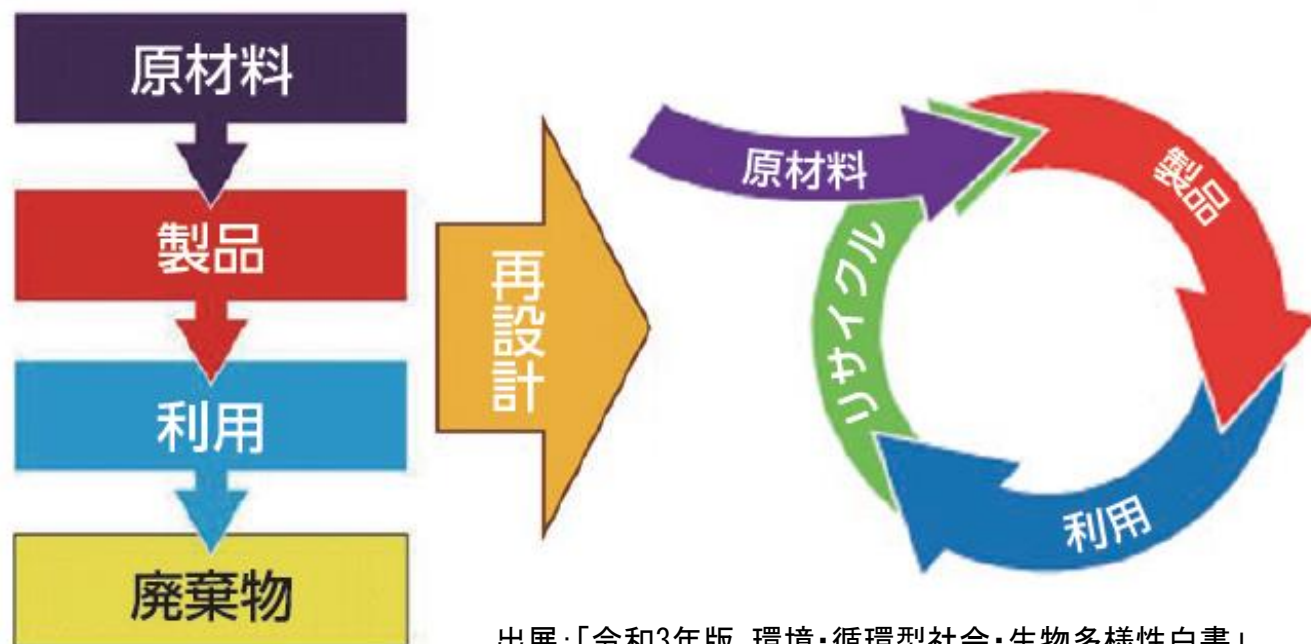 原材料
製品
利用
廃棄物
再設計
原材料
製品
利用
リサイクル
出展:「令和3年版 環境・循環型社会・生物多様性白書」